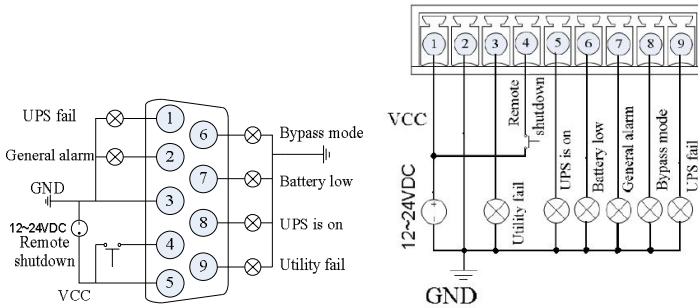 UPS fail
General alarm
GND
12~24VDC
Remote
shutdown
VCC
1
2
3
4
5
6
7
8
9
Bypass mode
Battery low
UPS is on
Utility fail
1 2 3 4 5 6 7 8 9
VCC
Remote
shutdown
12~24VDC
Utility fail
UPS is on
Battery low
General alarm
Bypass mode
UPS fail
GND